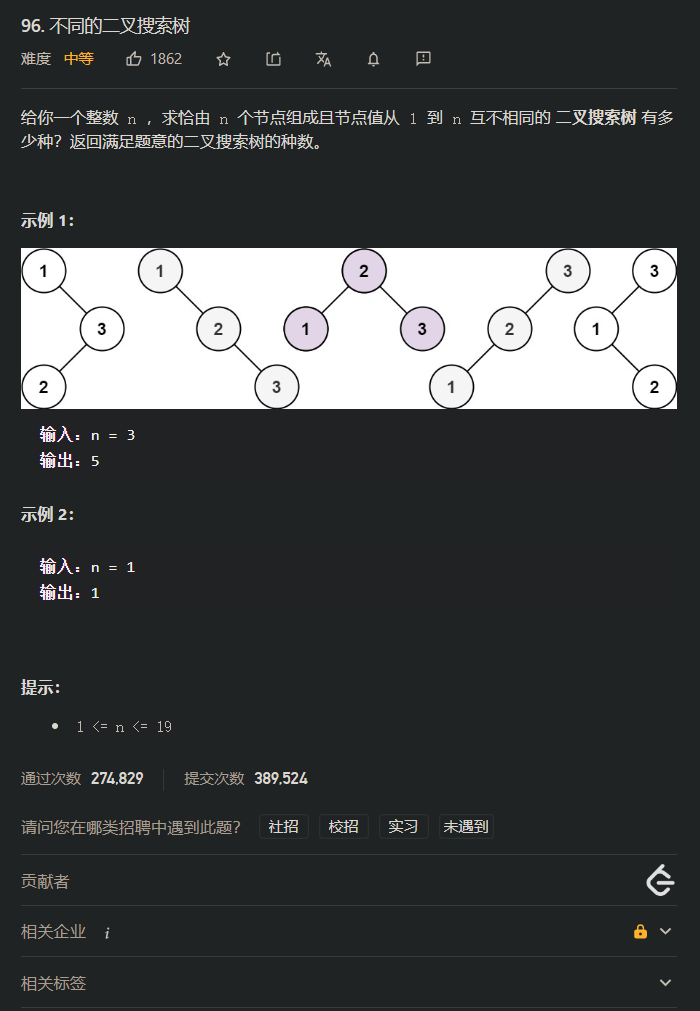 96. 不同的二叉搜索树
难度 中等 1862
给你一个整数 n ，求恰由 n 个节点组成且节点值从 1 到 n 互不相同的 二叉搜索树 有多
少种？返回满足题意的二叉搜索树的种数。
示例 1：
1 1 2 3 3
3 2 1 3 2 1
2 3 1 2
输入：n = 3
输出：5
示例 2：
输入：n = 1
输出：1
提示：
1 <= n <= 19
通过次数 274,829 提交次数 389,524
请问您在哪类招聘中遇到此题？ 社招 校招 实习 未遇到
贡献者
相关企业 i
相关标签